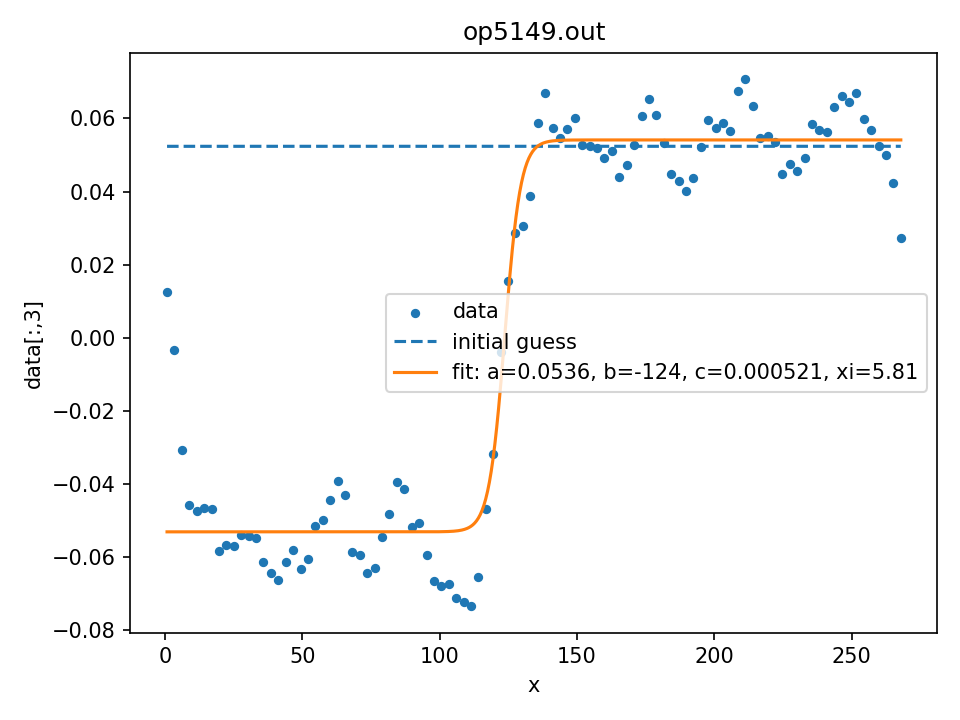 op5149.out
0.06
0.04
0.02
0.00
−0.02
−0.04
−0.06
−0.08
data[:,3]
data
initial guess
fit: a=0.0536, b=-124, c=0.000521, xi=5.81
0 50 100 150 200 250
x